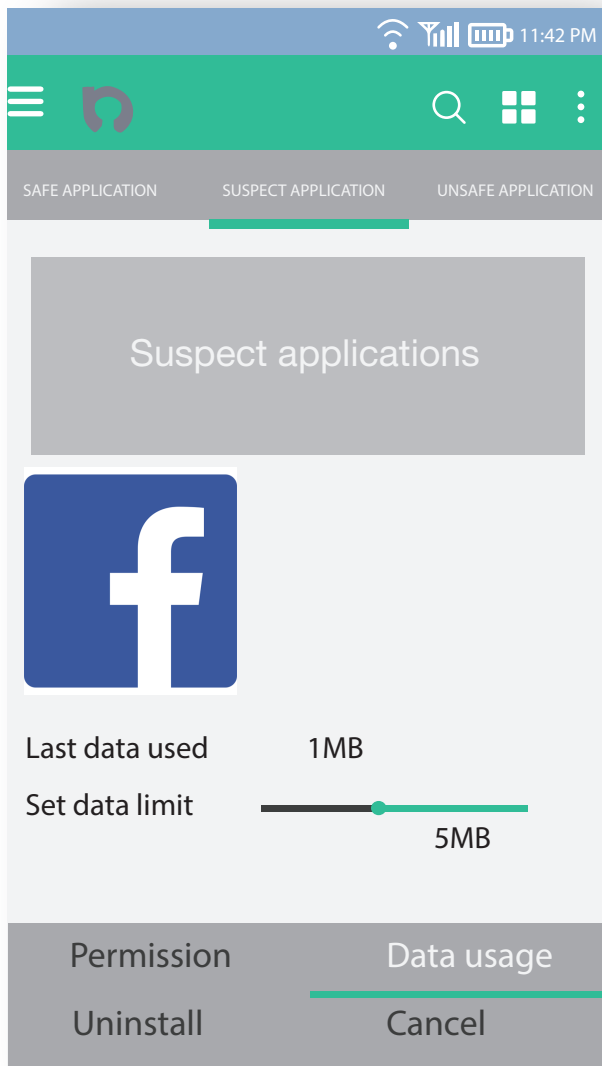 11:42 PM
SAFE APPLICATION SUSPECT APPLICATION UNSAFE APPLICATION
Suspect applications
f
Last data used 1MB
Set data limit
5MB
Permission Data usage
Uninstall Cancel